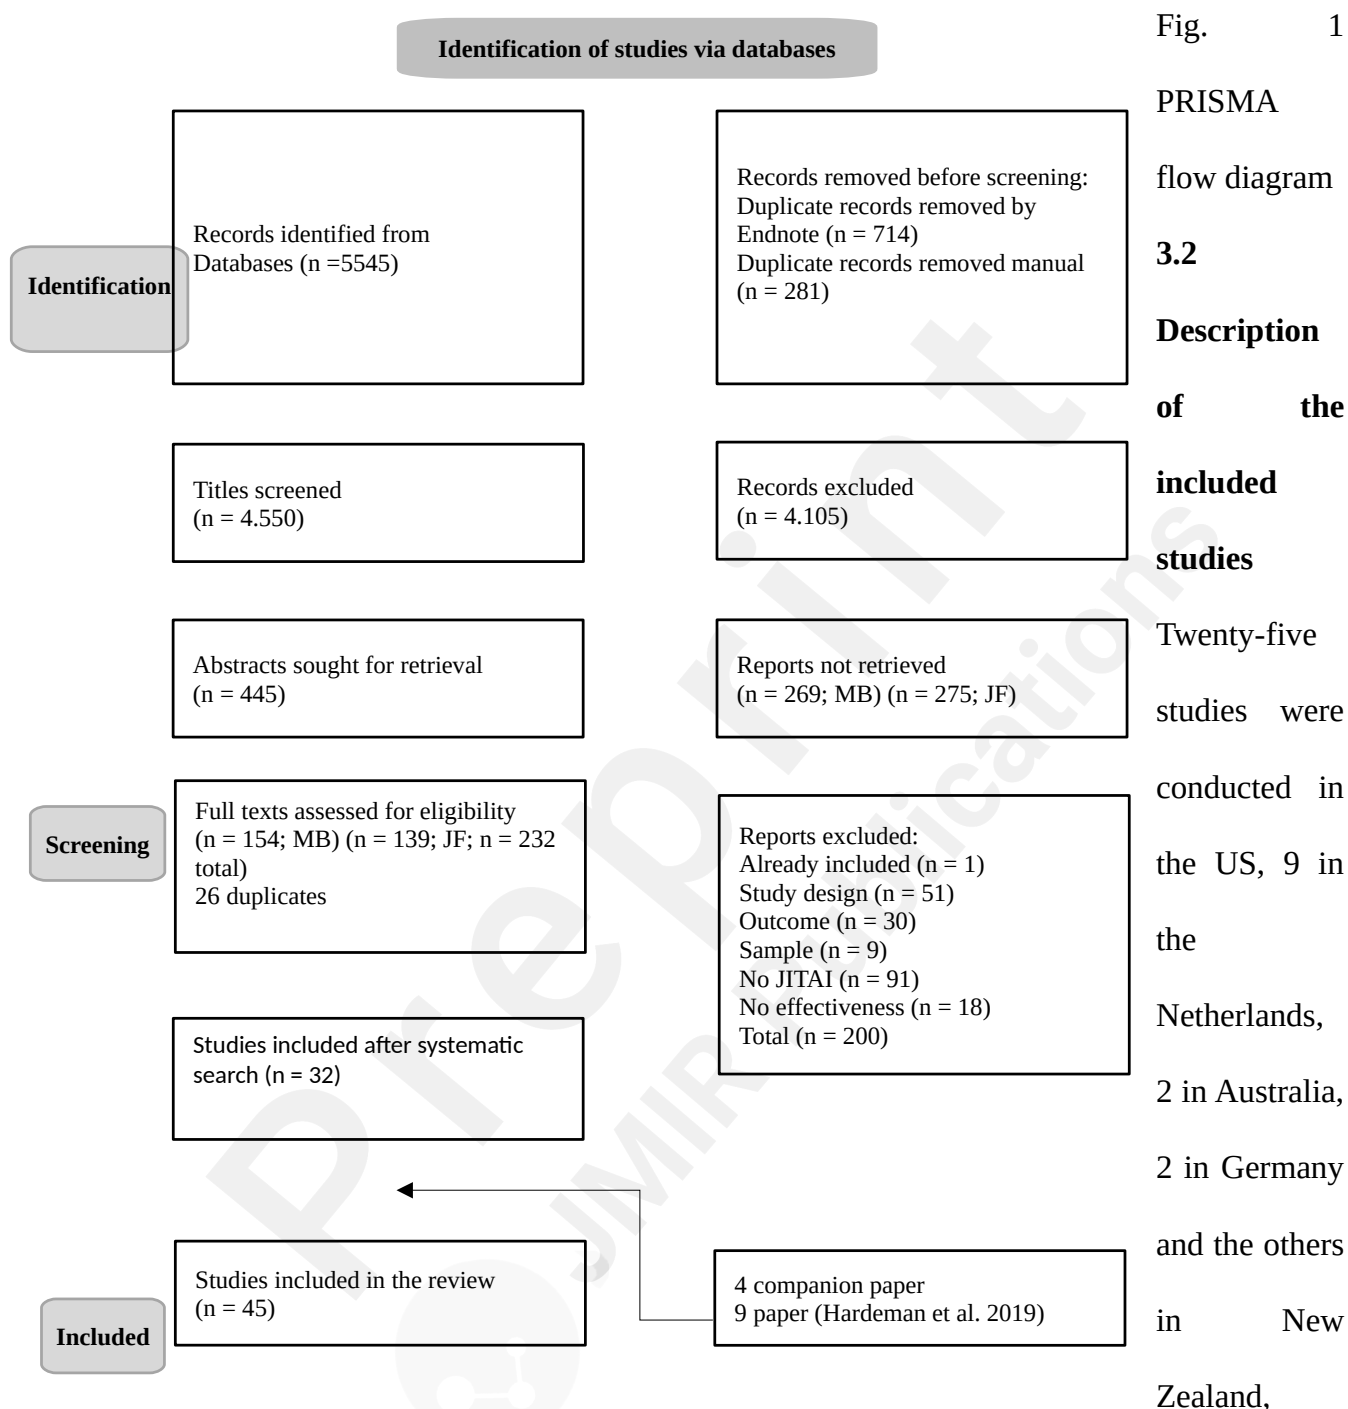 Identification of studies via databases
Identification
Records identified from
Databases (n =5545)
Records removed before screening:
Duplicate records removed by
Endnote (n = 714)
Duplicate records removed manual
(n = 281)
Titles screened
(n = 4.550)
Records excluded
(n = 4.105)
Abstracts sought for retrieval
(n = 445)
Reports not retrieved
(n = 269; MB) (n = 275; JF)
Screening
Full texts assessed for eligibility
(n = 154; MB) (n = 139; JF; n = 232
total)
26 duplicates
Reports excluded:
Already included (n = 1)
Study design (n = 51)
Outcome (n = 30)
Sample (n = 9)
No JITAI (n = 91)
No effectiveness (n = 18)
Total (n = 200)
Studies included after systematic
search (n = 32)
Included
Studies included in the review
(n = 45)
4 companion paper
9 paper (Hardeman et al. 2019)
Fig. 1
PRISMA
flow diagram
3.2
Description
of the
included
studies
Twenty-five
studies were
conducted in
the US, 9 in
the
Netherlands,
2 in Australia,
2 in Germany
and the others
in New
Zealand,
Preprint
JMIR Publications